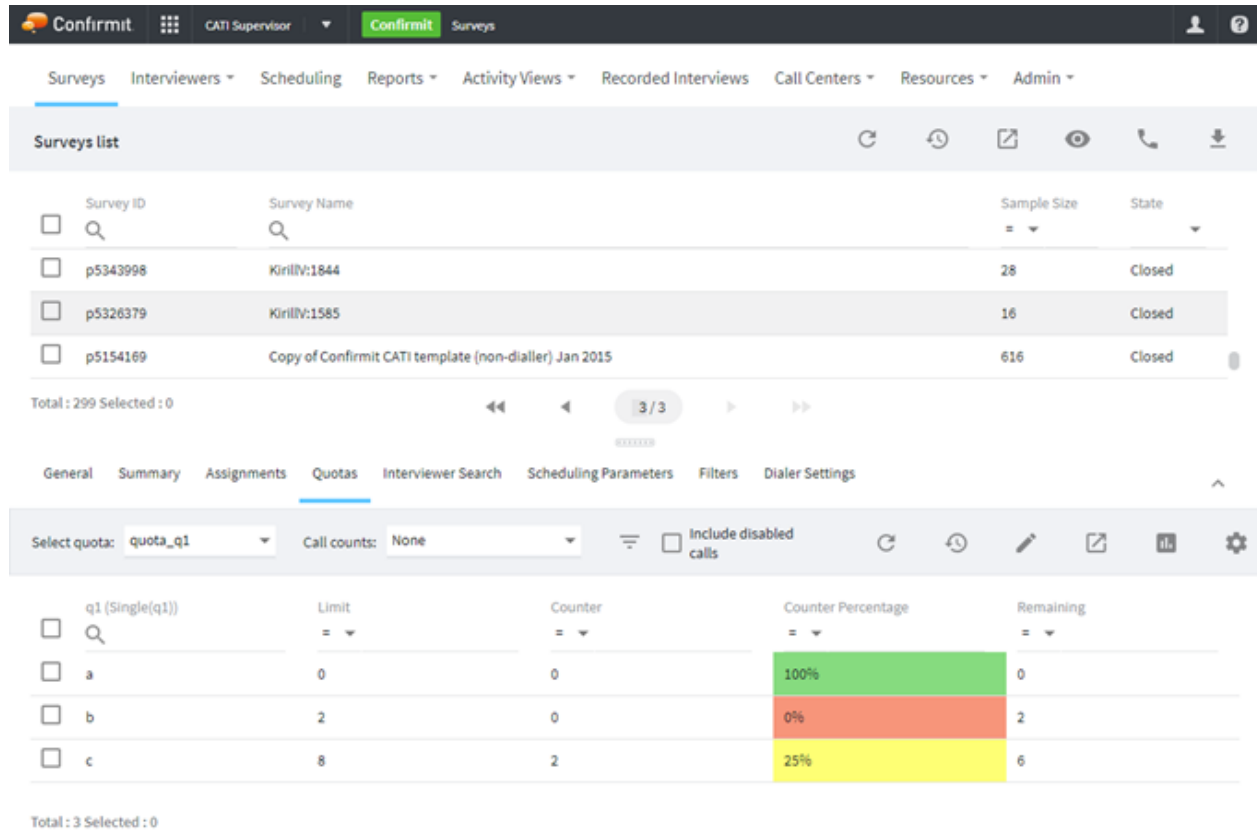 Confirmit CATI Supervisor Confirmit Surveys
Surveys Interviewers Scheduling Reports Activity Views Recorded Interviews Call Centers Resources Admin
Surveys list
Survey ID Survey Name Sample Size State
=
p5343998 KirillV:1844 28 Closed
p5326379 KirillV:1585 16 Closed
p5154169 Copy of Confirmit CATI template (non-dialler) Jan 2015 616 Closed
Total : 299 Selected : 0 3 / 3
General Summary Assignments Quotas Interviewer Search Scheduling Parameters Filters Dialer Settings
Select quota: quota_q1 Call counts: None Include disabled
calls
q1 (Single(q1)) Limit Counter Counter Percentage Remaining
= = = =
a 0 0 100% 0
b 2 0 0% 2
c 8 2 25% 6
Total : 3 Selected : 0